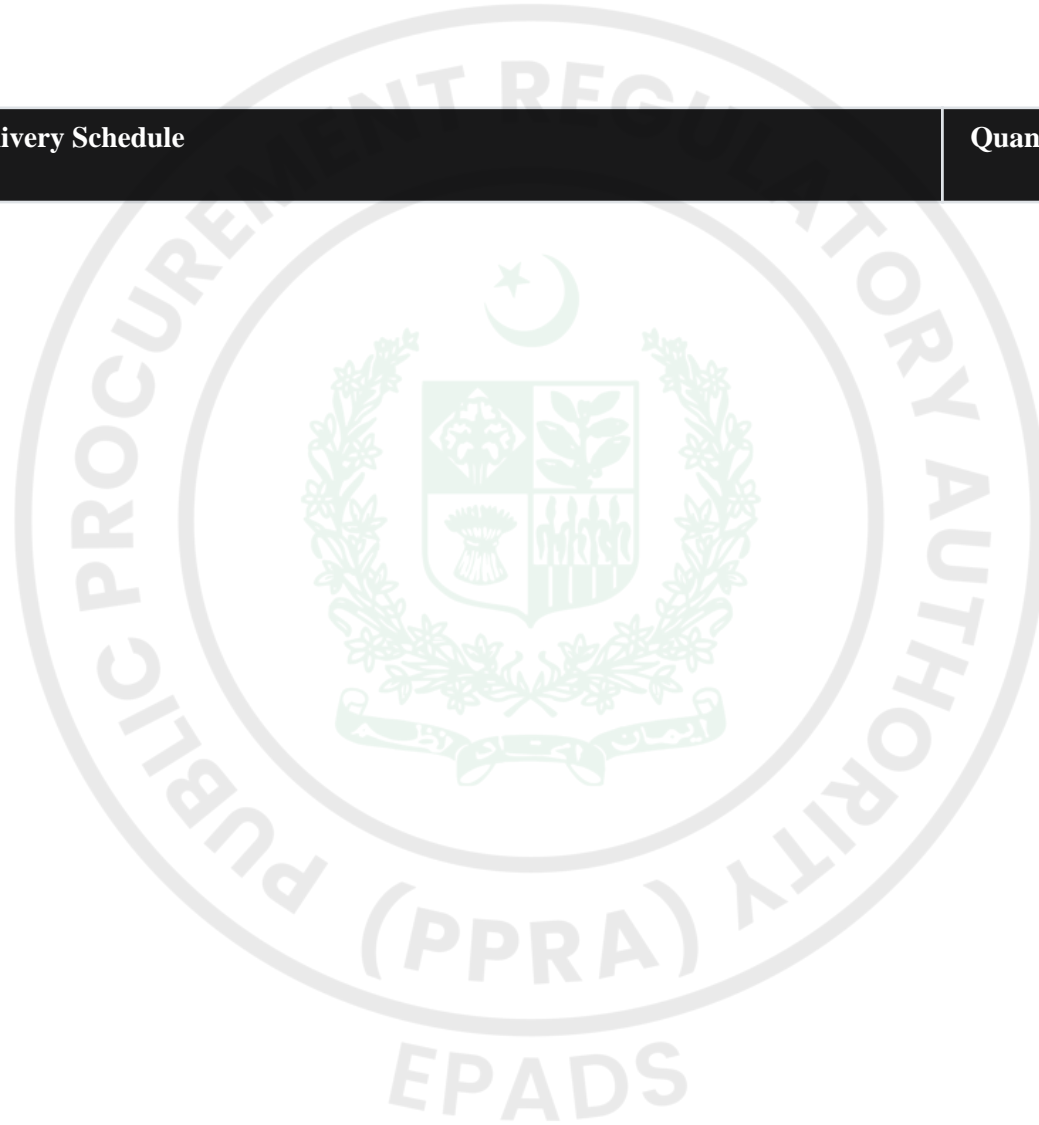 ivery Schedule Quan
PUBLIC PROCUREMENT REGULATORY AUTHORITY
(PPRA)
EPADS